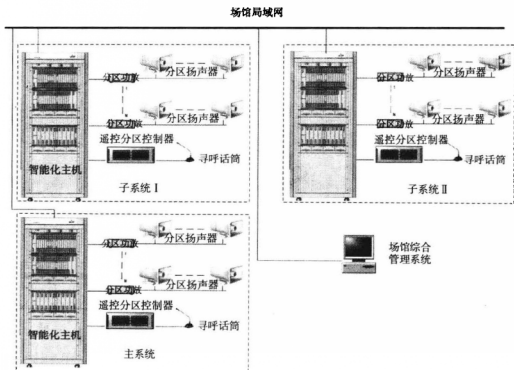 场馆局域网
分区功放
分区扬声器
分区功放
分区扬声器
遥控分区控制器
智能化主机
寻呼话筒
子系统 I
分区功放
分区扬声器
分区功放
分区扬声器
遥控分区控制器
寻呼话筒
子系统 II
分区功放
分区扬声器
分区功放
分区扬声器
遥控分区控制器
智能化主机
寻呼话筒
主系统
场馆综合
管理系统